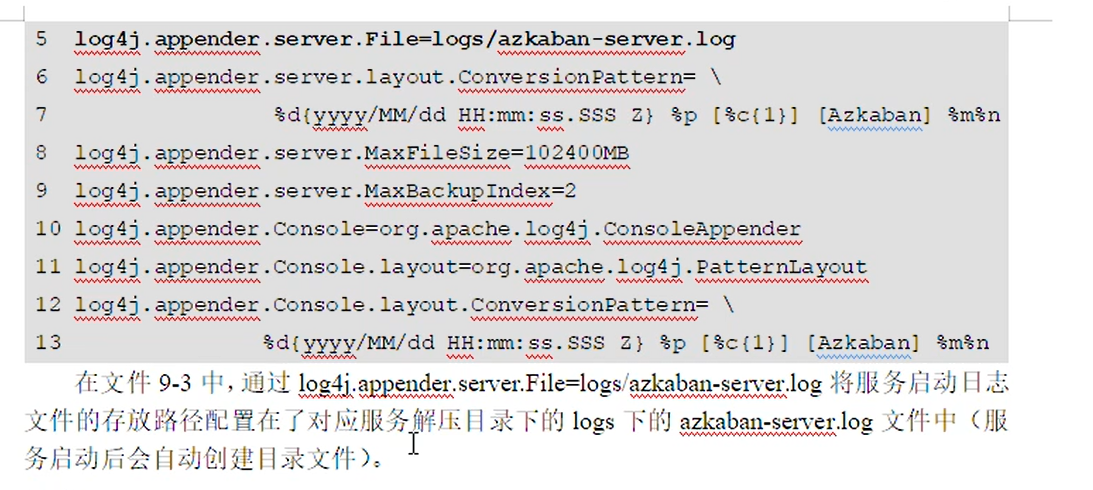 5 log4j.appender.server.File=logs/azkaban-server.log
6 log4j.appender.server.layout.ConversionPattern= \
7 %d{yyyy/MM/dd HH:mm:ss.SSS Z} %p [%c{1}] [Azkaban] %m%n
8 log4j.appender.server.MaxFileSize=102400MB
9 log4j.appender.server.MaxBackupIndex=2
10 log4j.appender.Console=org.apache.log4j.ConsoleAppender
11 log4j.appender.Console.layout=org.apache.log4j.PatternLayout
12 log4j.appender.Console.layout.ConversionPattern= \
13 %d{yyyy/MM/dd HH:mm:ss.SSS Z} %p [%c{1}] [Azkaban] %m%n
在文件 9-3 中，通过 log4j.appender.server.File=logs/azkaban-server.log 将服务启动日志
文件的存放路径配置在了对应服务解压目录下的 logs 下的 azkaban-server.log 文件中（服
务启动后会自动创建目录文件）。